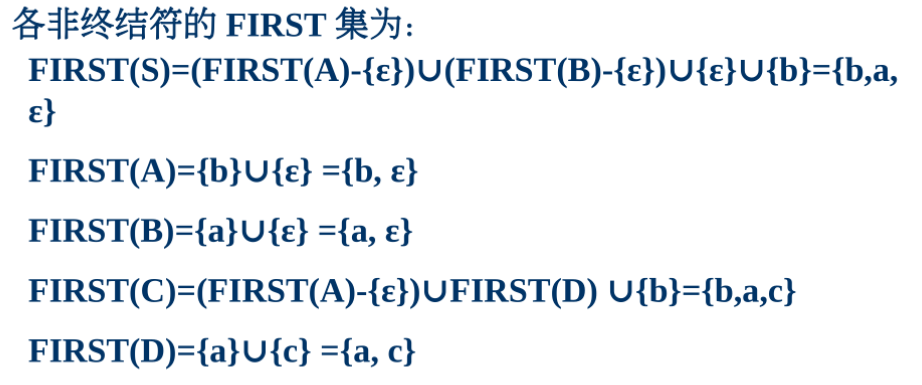 各非终结符的 FIRST 集为：
FIRST(S)=(FIRST(A)-{ε})∪(FIRST(B)-{ε})∪{ε}∪{b}={b,a,
ε}
FIRST(A)={b}∪{ε} ={b, ε}
FIRST(B)={a}∪{ε} ={a, ε}
FIRST(C)=(FIRST(A)-{ε})∪FIRST(D) ∪{b}={b,a,c}
FIRST(D)={a}∪{c} ={a, c}